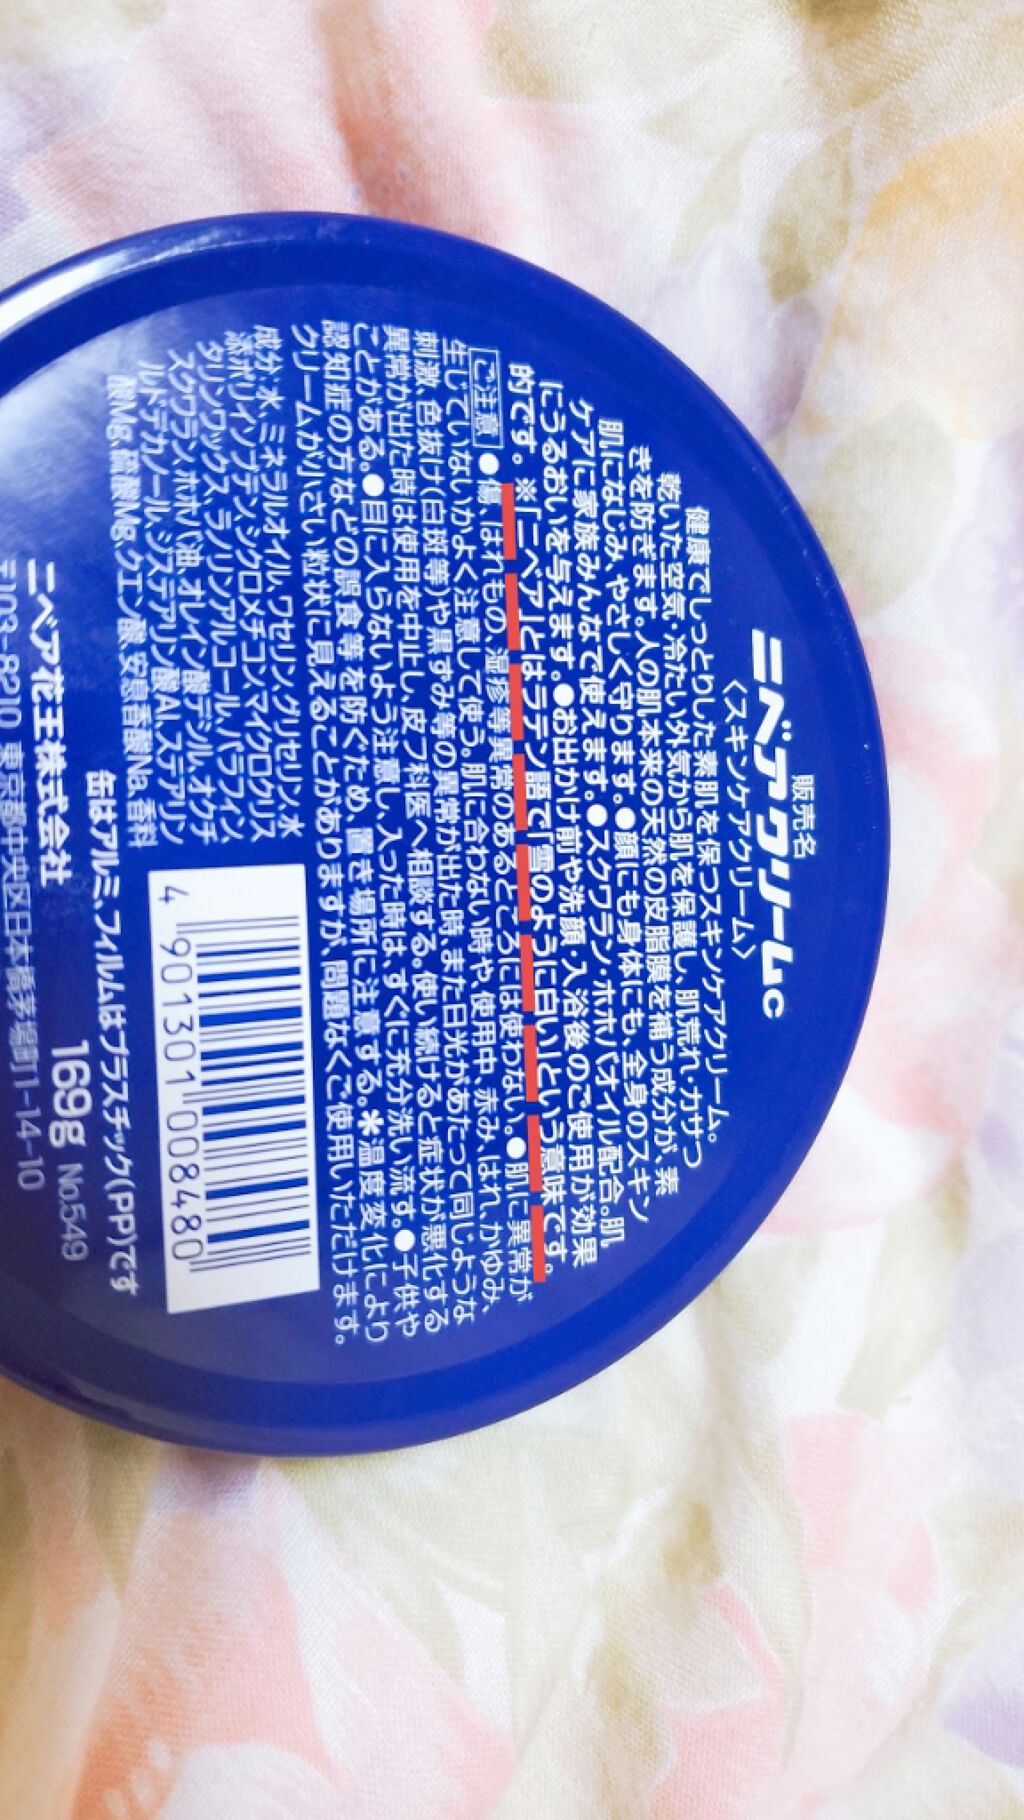 販売名
ニベアクリームc
〈スキンケアクリーム〉
健康でしっとりした素肌を保つスキンケアクリーム。
乾いた空気・冷たい外気から肌を保護し、肌荒れ・カサつ
きを防ぎます。人の肌本来の天然の皮脂膜を補う成分が、素
肌になじみ、やさしく守ります。●顔にも身体にも、全身のスキン
ケアに家族みんなで使えます。●スクワラン・ホホバオイル配合。肌
にうるおいを与えます。●お出かけ前や洗顔・入浴後のご使用が効果
的です。※「ニベア」とはラテン語で「雪のように白い」という意味です。
ご注意 ●傷、はれもの、湿疹等異常のあるところには使わない。●肌に異常が
生じていないかよく注意して使う。肌に合わない時や、使用中、赤み、はれ、かゆみ、
刺激、色抜け(白斑等)や黒ずみ等の異常が出た時、また日光があたって同じような
異常が出た時は使用を中止し、皮フ科医へ相談する。使い続けると症状が悪化する
ことがある。●目に入らないよう注意し、入った時は、すぐに充分洗い流す。●子供や
認知症の方などの誤食等を防ぐため、置き場所に注意する。＊温度変化により
クリームが小さい粒状に見えることがありますが、問題なくご使用いただけます。
成分：水、ミネラルオイル、ワセリン、グリセリン、水
添ポリイソブテン、シクロメチコン、マイクロクリス
タリンワックス、ラノリンアルコール、パラフィン、
スクワラン、ホホバ油、オレイン酸デシル、オクチ
ルドデカノール、ジステアリン酸Al、ステアリン
酸Mg、硫酸Mg、クエン酸、安息香酸Na、香料
4 901301 008480
缶はアルミ、フィルムはプラスチック(PP)です
169g No.549
ニベア花王株式会社
〒103-8210 東京都中央区日本橋茅場町1-14-10